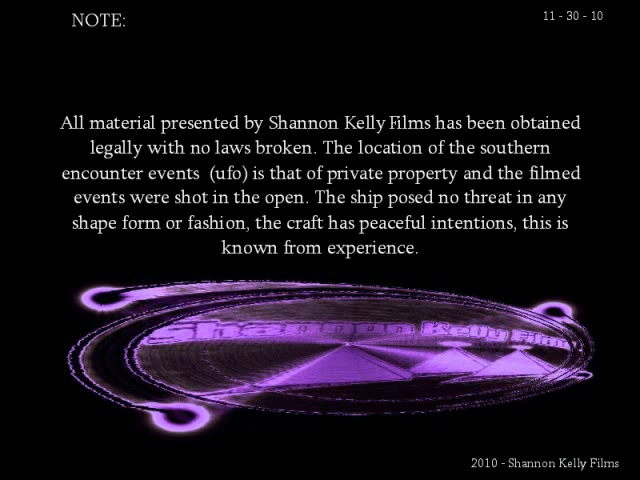 NOTE:
11 - 30 - 10
All material presented by Shannon Kelly Films has been obtained
legally with no laws broken. The location of the southern
encounter events (ufo) is that of private property and the filmed
events were shot in the open. The ship posed no threat in any
shape form or fashion, the craft has peaceful intentions, this is
known from experience.
Shannon Kelly Films
2010 - Shannon Kelly Films